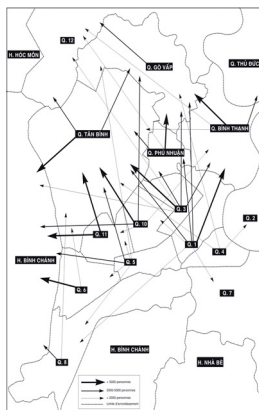 Q. 12
H. HÓC MÔN
Q. GÒ VẤP
Q. THỦ ĐỨC
Q. TÂN BÌNH
Q. BÌNH THẠNH
Q. PHÚ NHUẬN
Q. 3
Q. 2
Q. 10
Q. 11
Q. 1
Q. 4
H. BÌNH CHÁNH
Q. 5
Q. 6
Q. 7
Q. 8
H. BÌNH CHÁNH
H. NHÀ BÈ